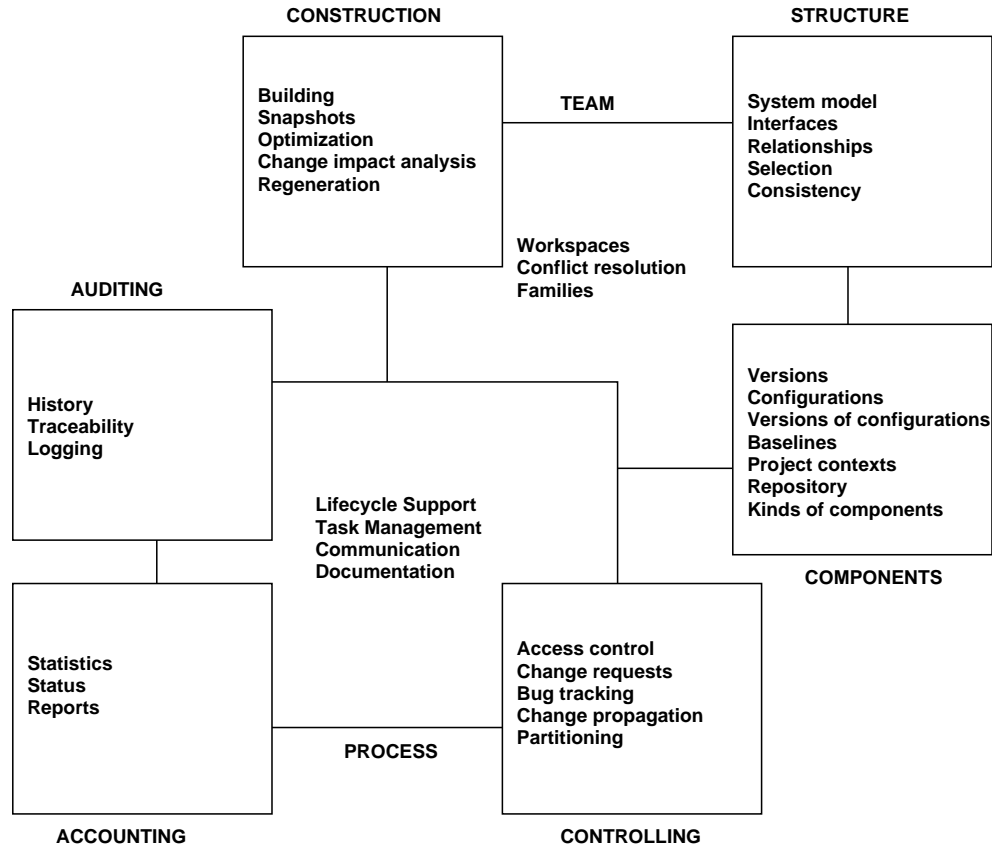 CONSTRUCTION
Building
Snapshots
Optimization
Change impact analysis
Regeneration
TEAM
Workspaces
Conflict resolution
Families
STRUCTURE
System model
Interfaces
Relationships
Selection
Consistency
AUDITING
History
Traceability
Logging
Lifecycle Support
Task Management
Communication
Documentation
Versions
Configurations
Versions of configurations
Baselines
Project contexts
Repository
Kinds of components
COMPONENTS
Statistics
Status
Reports
ACCOUNTING
PROCESS
Access control
Change requests
Bug tracking
Change propagation
Partitioning
CONTROLLING